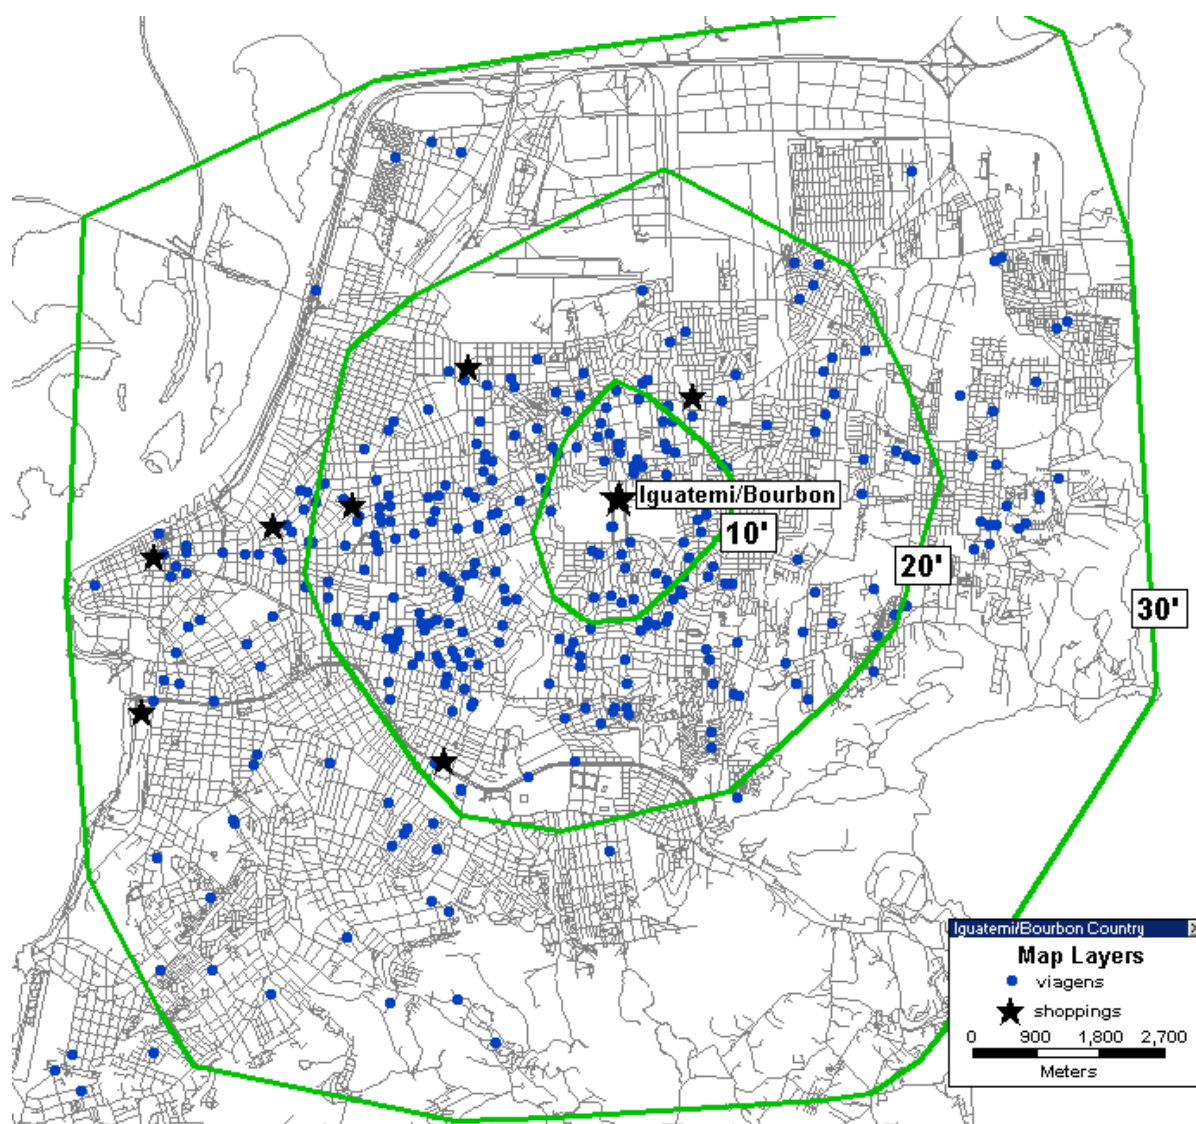 Iguatemi/Bourbon
10'
20'
30'
Iguatemi/Bourbon Country
Map Layers
viagens
shoppings
0 900 1,800 2,700
Meters